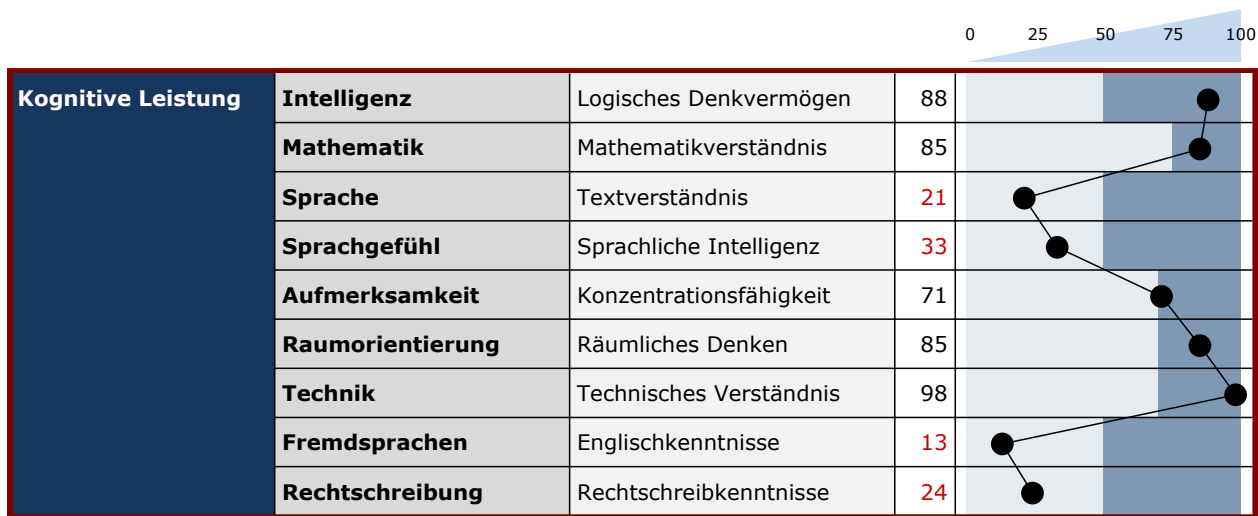 0 25 50 75 100
Kognitive Leistung Intelligenz Logisches Denkvermögen 88
Mathematik Mathematikverständnis 85
Sprache Textverständnis 21
Sprachgefühl Sprachliche Intelligenz 33
Aufmerksamkeit Konzentrationsfähigkeit 71
Raumorientierung Räumliches Denken 85
Technik Technisches Verständnis 98
Fremdsprachen Englischkenntnisse 13
Rechtschreibung Rechtschreibkenntnisse 24